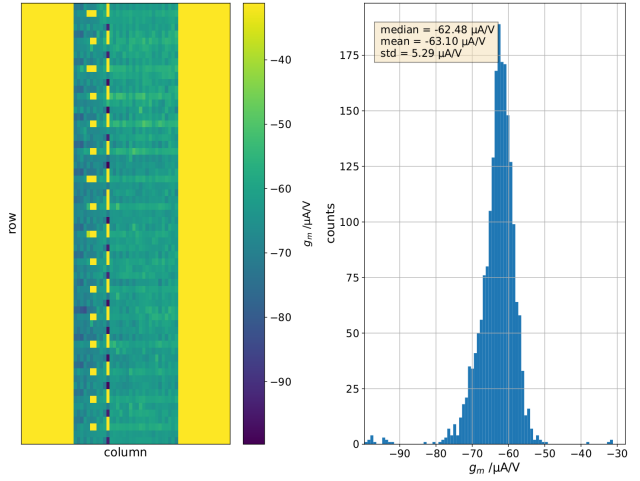 row
column
−40
−50
−60
−70
−80
−90
g_m /μA/V
median = -62.48 μA/V
mean = -63.10 μA/V
std = 5.29 μA/V
175
150
125
100
75
50
25
0
counts
−90 −80 −70 −60 −50 −40 −30
g_m /μA/V